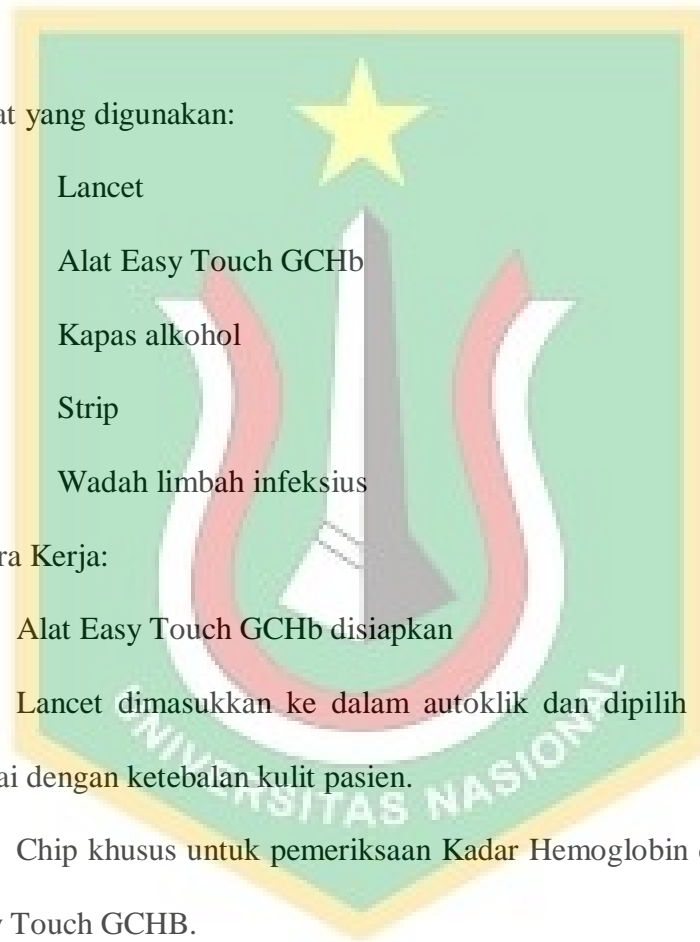 at yang digunakan:
Lancet
Alat Easy Touch GCHb
Kapas alkohol
Strip
Wadah limbah infeksius
ra Kerja:
Alat Easy Touch GCHb disiapkan
Lancet dimasukkan ke dalam autoklik dan dipilih
ai dengan ketebalan kulit pasien.
Chip khusus untuk pemeriksaan Kadar Hemoglobin
y Touch GCHB.
UNIVERSITAS NASIONAL